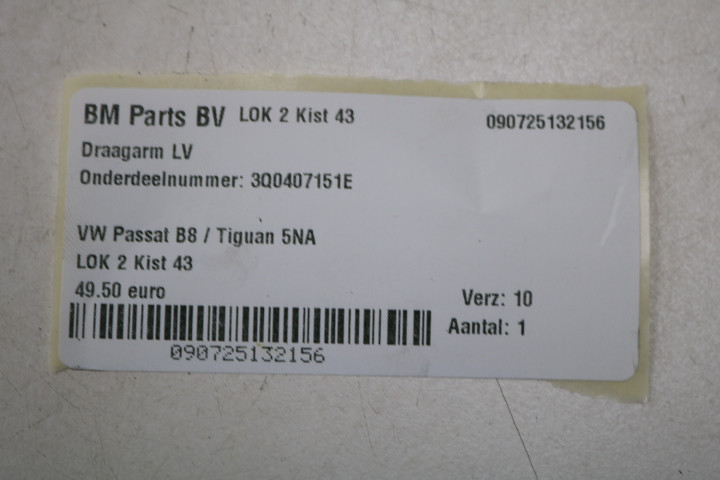 BM Parts BV LOK 2 Kist 43 090725132156
Draagarm LV
Onderdeelnummer: 3Q0407151E
VW Passat B8 / Tiguan 5NA
LOK 2 Kist 43
49.50 euro Verz: 10
Aantal: 1
090725132156